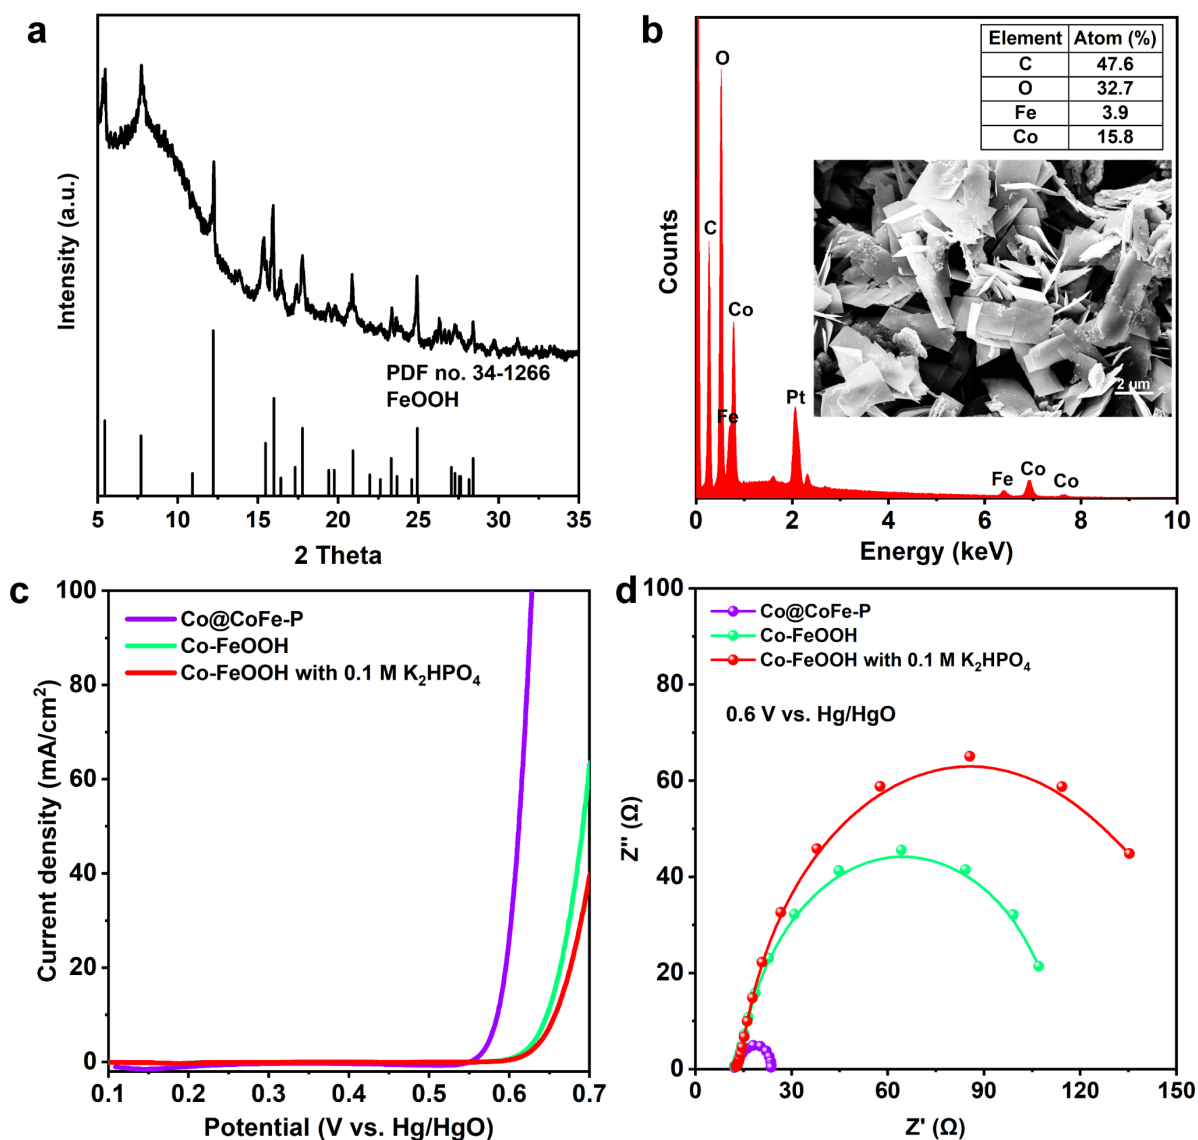 a
Intensity (a.u.)
PDF no. 34-1266
FeOOH
5 10 15 20 25 30 35
2 Theta
b
Counts
Element Atom (%)
C 47.6
O 32.7
Fe 3.9
Co 15.8
O
C
Co
Fe
Pt
Fe
Co
Co
2 um
0 2 4 6 8 10
Energy (keV)
c
Current density (mA/cm²)
100
80
60
40
20
0
Co@CoFe-P
Co-FeOOH
Co-FeOOH with 0.1 M K₂HPO₄
0.1 0.2 0.3 0.4 0.5 0.6 0.7
Potential (V vs. Hg/HgO)
d
Z'' (Ω)
100
80
60
40
20
0
Co@CoFe-P
Co-FeOOH
Co-FeOOH with 0.1 M K₂HPO₄
0.6 V vs. Hg/HgO
0 30 60 90 120 150
Z' (Ω)